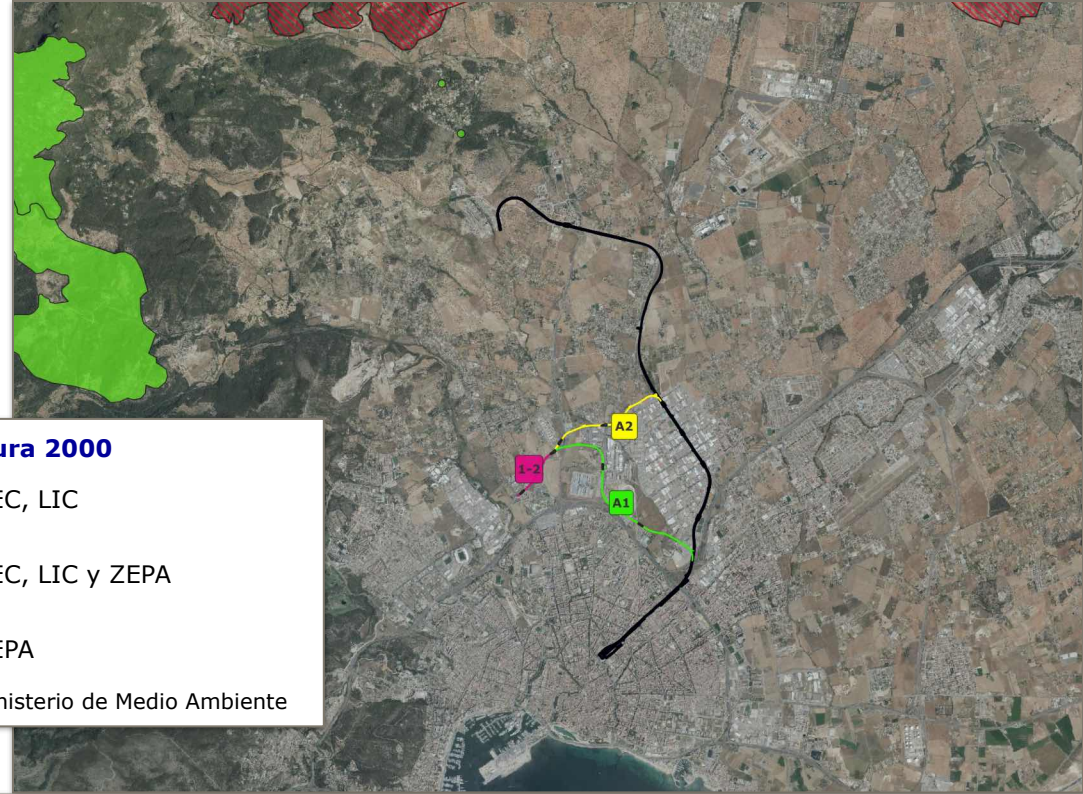 A2
1-2
A1
ura 2000
EC, LIC
EC, LIC y ZEPA
EPA
nisterio de Medio Ambiente